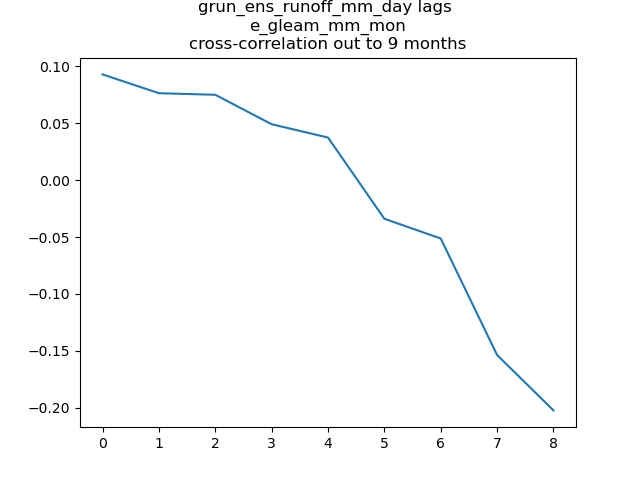 grun_ens_runoff_mm_day lags
e_gleam_mm_mon
cross-correlation out to 9 months
0.10
0.05
0.00
−0.05
−0.10
−0.15
−0.20
0 1 2 3 4 5 6 7 8